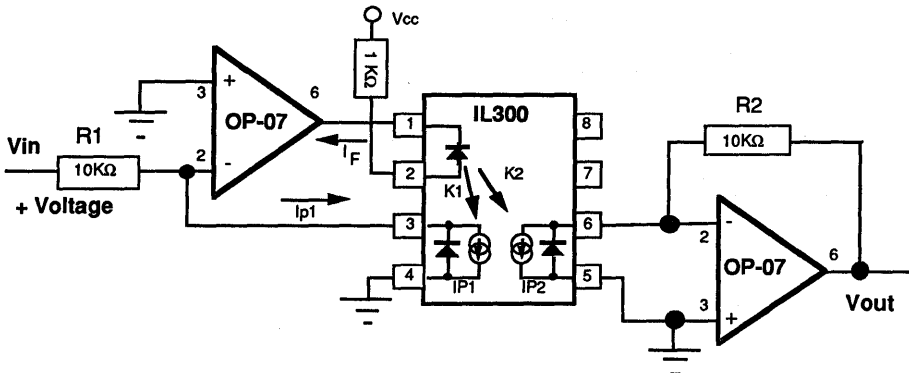 Vcc
1 KΩ
+
3
6
OP-07
2
-
R1
Vin
10KΩ
+ Voltage
IF
Ip1
IL300
1
2
3
4
8
7
6
5
K1
K2
IP1
IP2
R2
10KΩ
-
2
6
OP-07
3
+
Vout